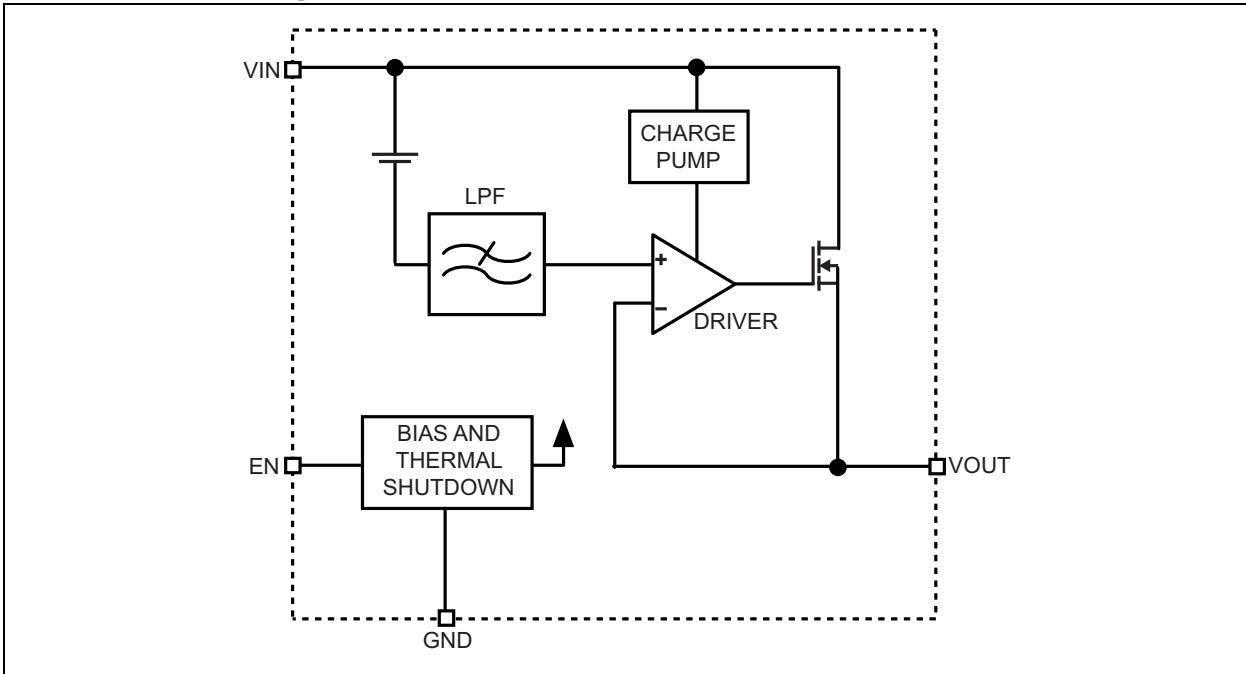 VIN
CHARGE
PUMP
LPF
+
−
DRIVER
BIAS AND
THERMAL
SHUTDOWN
EN
VOUT
GND